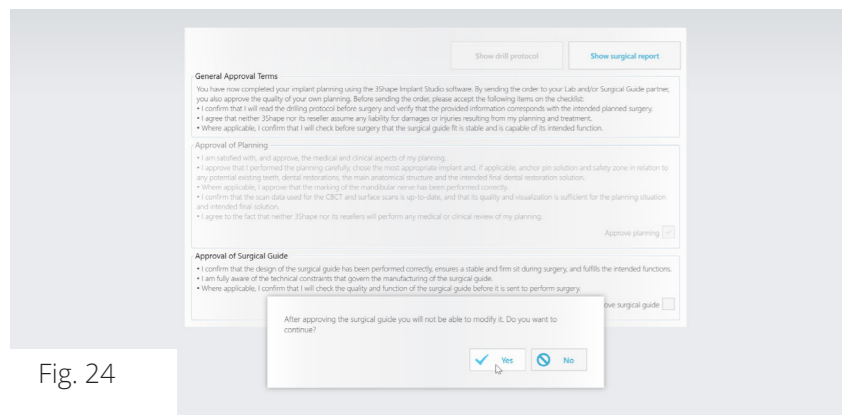 Show drill protocol
Show surgical report
General Approval Terms
You have now completed your implant planning using the 3Shape Implant Studio software. By sending the order to your Lab and/or Surgical Guide partner,
you also approve the quality of your own planning. Before sending the order, please accept the following items on the checklist:
• I confirm that I will read the drilling protocol before surgery and verify that the provided information corresponds with the intended planned surgery.
• I agree that neither 3Shape nor its reseller assume any liability for damages or injuries resulting from my planning and treatment.
• Where applicable, I confirm that I will check before surgery that the surgical guide fit is stable and is capable of its intended function.
Approval of Planning
• I am satisfied with, and approve, the medical and clinical aspects of my planning.
• I approve that I performed the planning carefully, chose the most appropriate implant and, if applicable, anchor pin solution and safety zone in relation to
any potential existing teeth, dental restorations, the main anatomical structure and the intended final dental restoration solution.
• Where applicable, I approve that the marking of the mandibular nerve has been performed correctly.
• I confirm that the scan data used for the CBCT and surface scans is up-to-date, and that its quality and visualization is sufficient for the planning situation
and intended final solution.
• I agree to the fact that neither 3Shape nor its resellers will perform any medical or clinical review of my planning.
Approve planning
Approval of Surgical Guide
• I confirm that the design of the surgical guide has been performed correctly, ensures a stable and firm sit during surgery, and fulfills the intended functions.
• I am fully aware of the technical constraints that govern the manufacturing of the surgical guide.
• Where applicable, I confirm that I will check the quality and function of the surgical guide before it is sent to perform surgery.
ove surgical guide
After approving the surgical guide you will not be able to modify it. Do you want to
continue?
Yes
No
Fig. 24